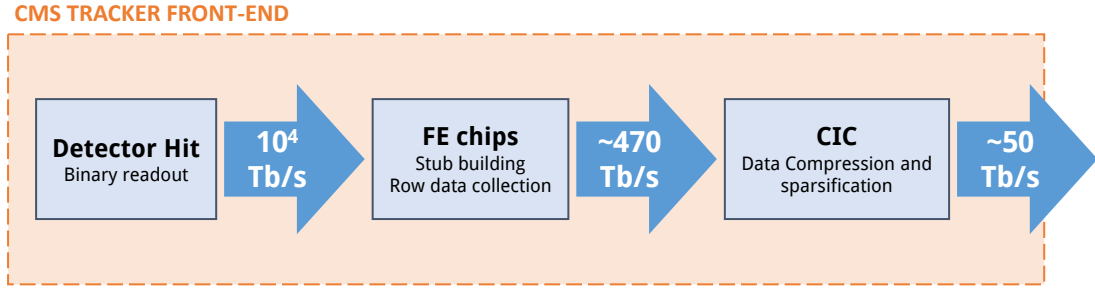 CMS TRACKER FRONT-END
Detector Hit
Binary readout
10⁴
Tb/s
FE chips
Stub building
Row data collection
~470
Tb/s
CIC
Data Compression and
sparsification
~50
Tb/s